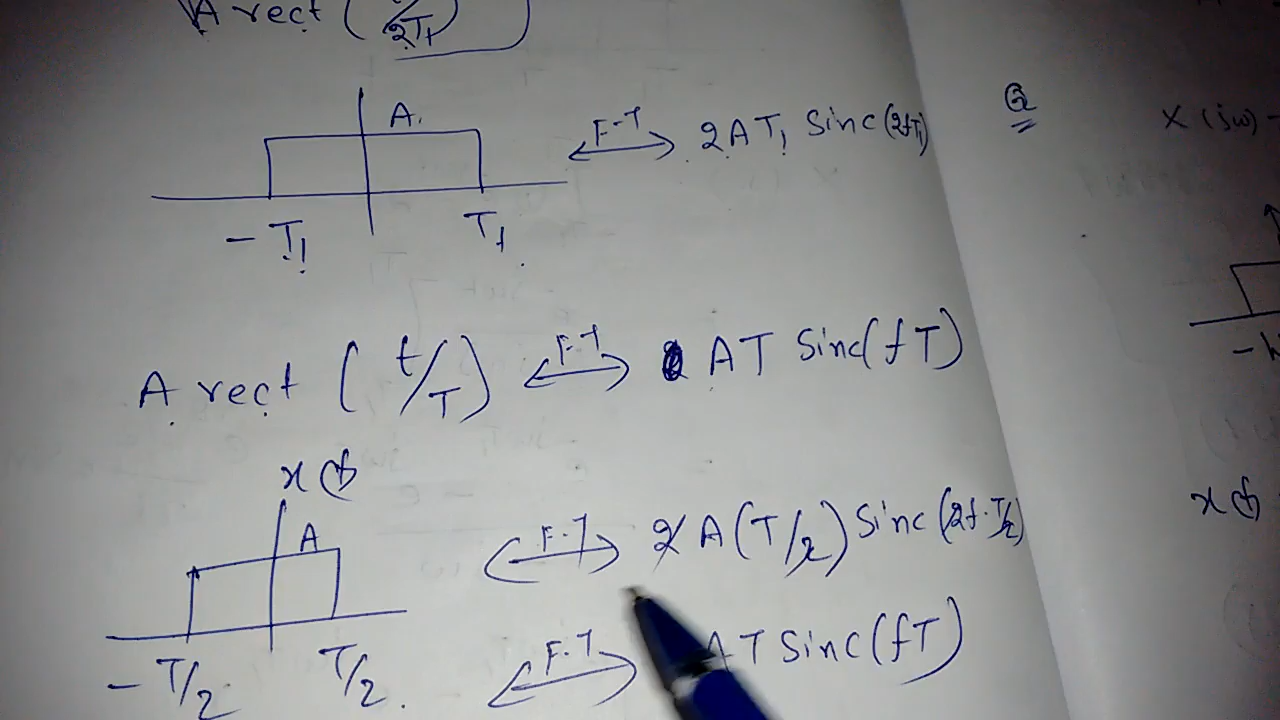 A rect (t/2T1)
A
F.T 2AT1 Sinc(2fT1)
-T1 T1
Q
X(jω)
A rect (t/T) F.T AT Sinc(fT)
x(t)
A
F.T 2A(T/2) Sinc(2f.T/2)
x(t)
-T/2 T/2
F.T AT Sinc(fT)